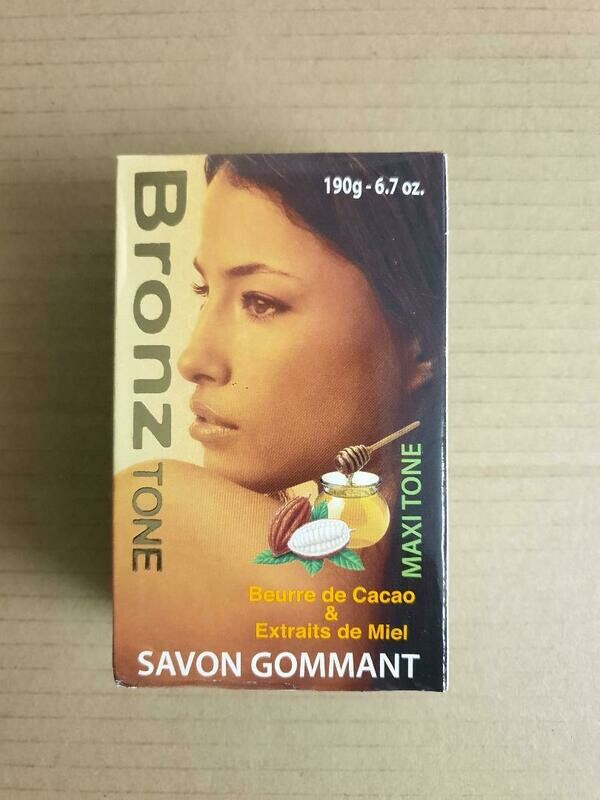 190g - 6.7 oz.
Bronz TONE
MAXI TONE
Beurre de Cacao
&
Extraits de Miel
SAVON GOMMANT